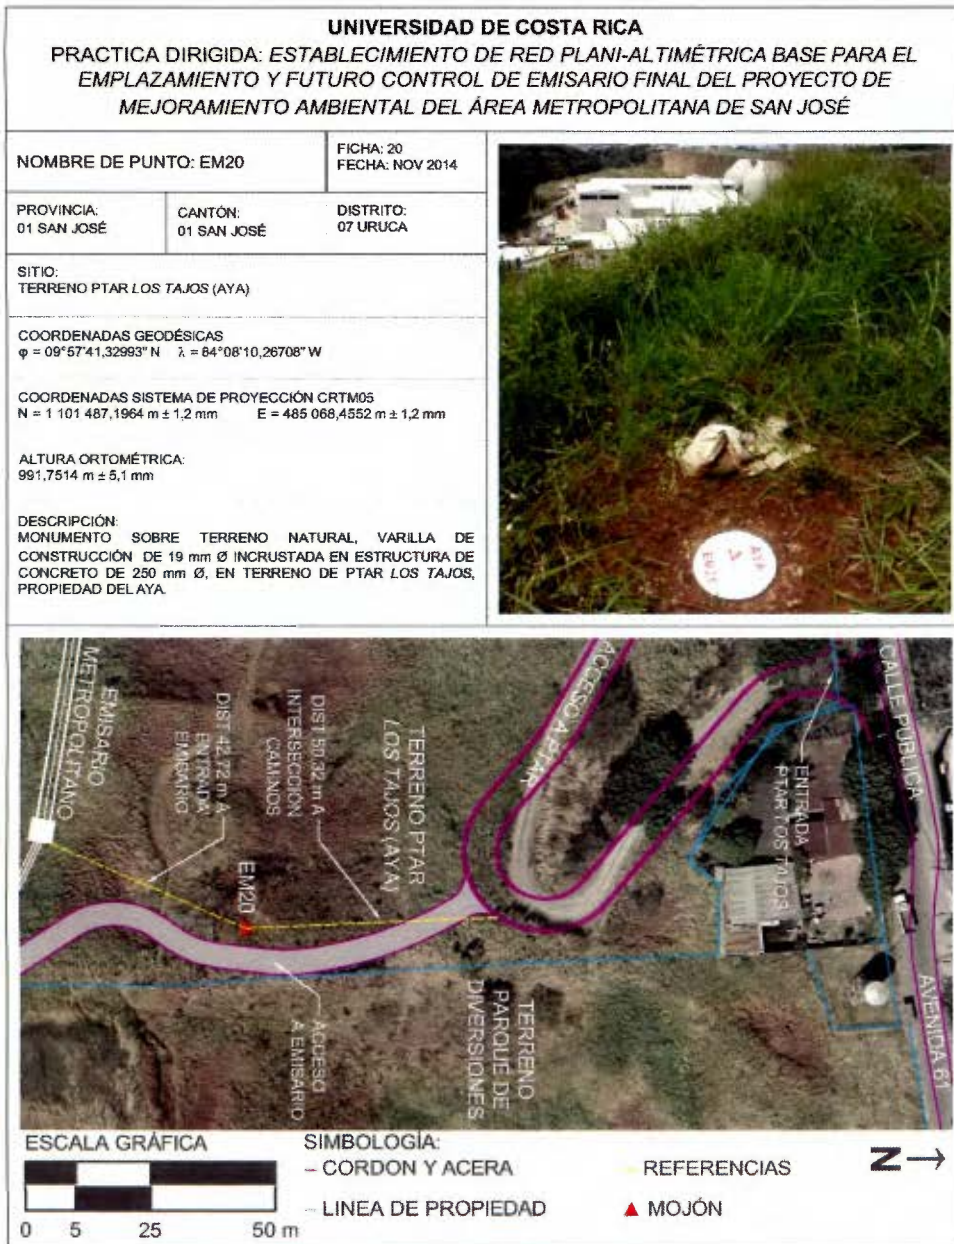 UNIVERSIDAD DE COSTA RICA
PRACTICA DIRIGIDA: ESTABLECIMIENTO DE RED PLANI-ALTIMÉTRICA BASE PARA EL
EMPLAZAMIENTO Y FUTURO CONTROL DE EMISARIO FINAL DEL PROYECTO DE
MEJORAMIENTO AMBIENTAL DEL ÁREA METROPOLITANA DE SAN JOSÉ
NOMBRE DE PUNTO: EM20
FICHA: 20
FECHA: NOV 2014
PROVINCIA:
01 SAN JOSÉ
CANTÓN:
01 SAN JOSÉ
DISTRITO:
07 URUCA
SITIO:
TERRENO PTAR LOS TAJOS (AYA)
COORDENADAS GEODÉSICAS
φ = 09°57'41,32993" N λ = 84°08'10,26708" W
COORDENADAS SISTEMA DE PROYECCIÓN CRTM05
N = 1 101 487,1964 m ± 1,2 mm E = 485 068,4552 m ± 1,2 mm
ALTURA ORTOMÉTRICA:
991,7514 m ± 5,1 mm
DESCRIPCIÓN:
MONUMENTO SOBRE TERRENO NATURAL, VARILLA DE
CONSTRUCCIÓN DE 19 mm Ø INCRUSTADA EN ESTRUCTURA DE
CONCRETO DE 250 mm Ø, EN TERRENO DE PTAR LOS TAJOS,
PROPIEDAD DEL AYA.
AYA
EMISARIO
METROPOLITANO
DIST 42,72 m A
ENTRADA
EMISARIO
EM20
DIST 50,32 m A
INTERSECCIÓN
CAMINOS
TERRENO PTAR
LOS TAJOS (AYA)
ACCESO A PTAR
ENTRADA
PTAR LOS TAJOS
CALLE PÚBLICA
AVENIDA 61
TERRENO
PARQUE DE
DIVERSIONES
ACCESO
A EMISARIO
ESCALA GRÁFICA
0 5 25 50 m
SIMBOLOGÍA:
CORDON Y ACERA
REFERENCIAS
LINEA DE PROPIEDAD
MOJÓN
N